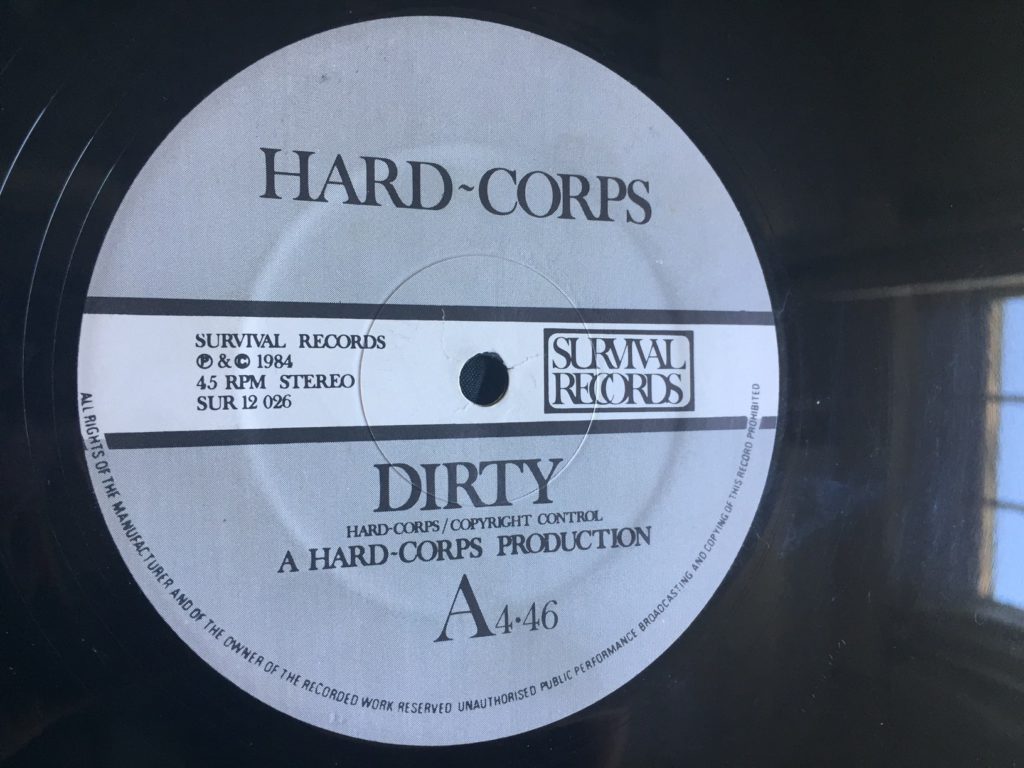 HARD~CORPS
SURVIVAL RECORDS
℗ & © 1984
45 RPM STEREO
SUR 12 026
SURVIVAL
RECORDS
DIRTY
HARD-CORPS / COPYRIGHT CONTROL
A HARD-CORPS PRODUCTION
A 4·46
ALL RIGHTS OF THE MANUFACTURER AND OF THE OWNER OF THE RECORDED WORK RESERVED UNAUTHORISED PUBLIC PERFORMANCE BROADCASTING AND COPYING OF THIS RECORD PROHIBITED